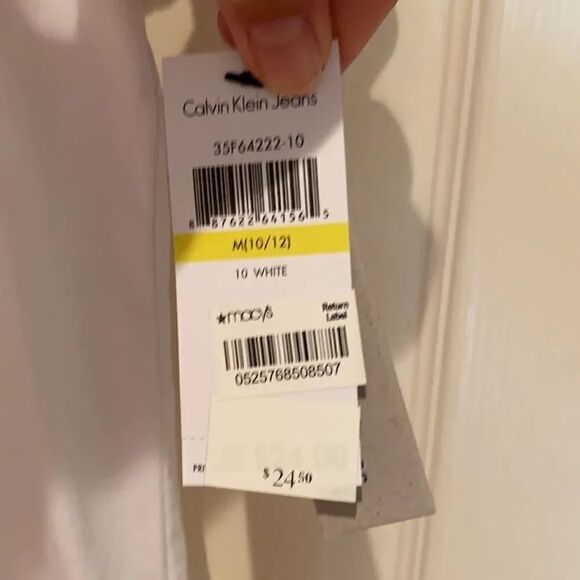 Calvin Klein Jeans
35F64222-10
8 87622 64156 5
M(10/12)
10 WHITE
★macy's Return
Label
0525768508507
PRI
$24.50